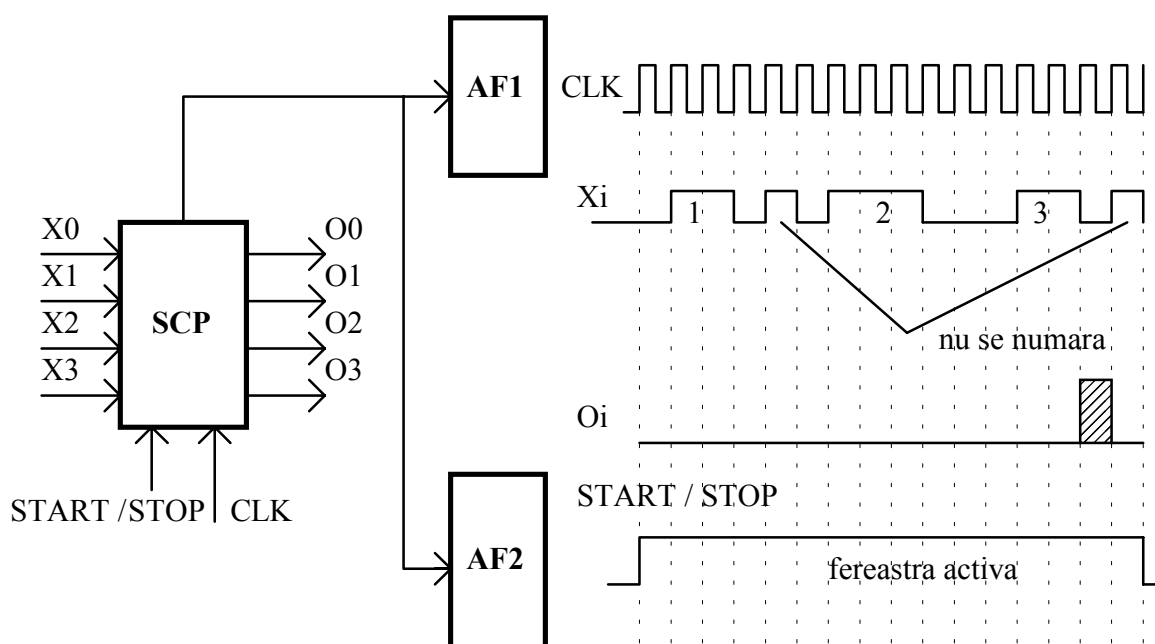 AF1
CLK
Xi
1
2
3
X0
O0
X1
O1
X2
SCP
O2
X3
O3
nu se numara
Oi
START / STOP
START /STOP
CLK
AF2
fereastra activa